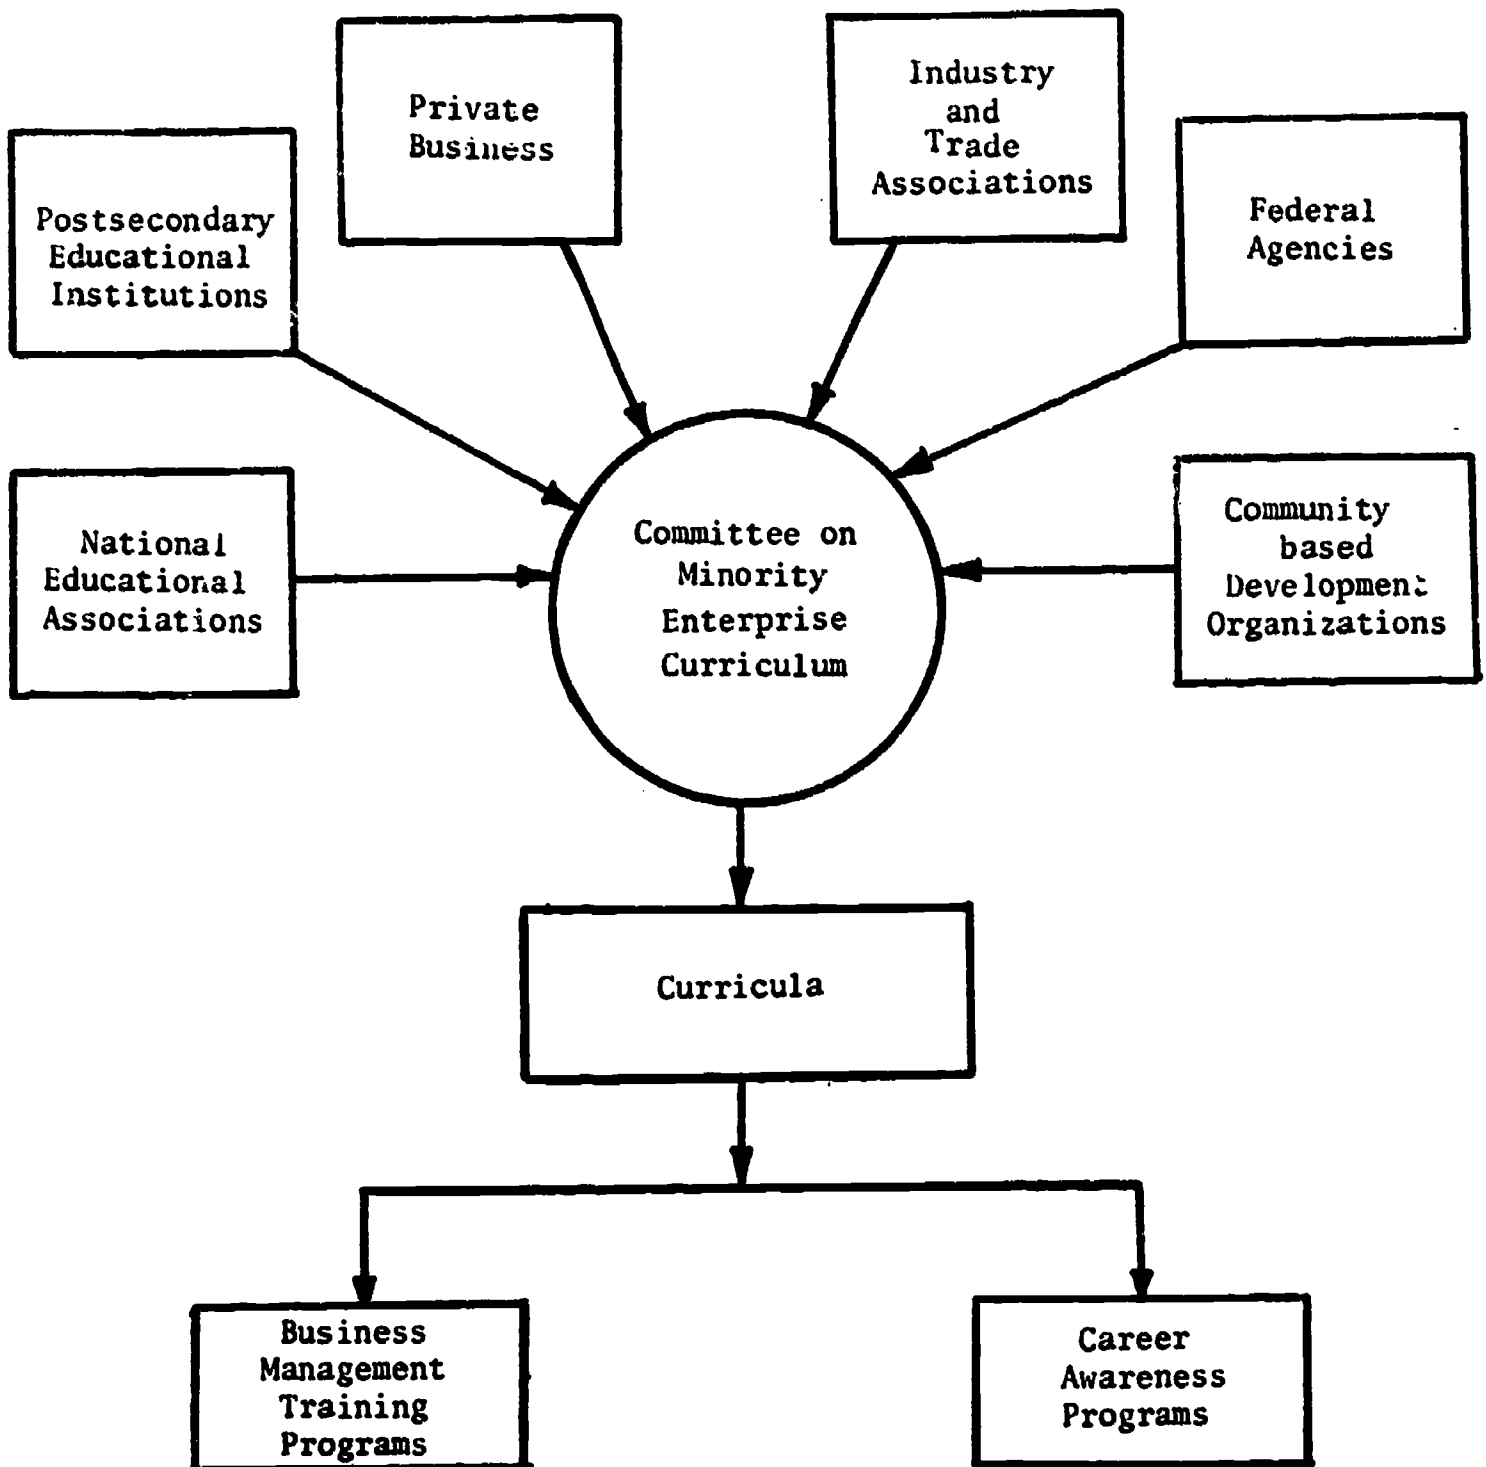 Private
Business
Industry
and
Trade
Associations
Postsecondary
Educational
Institutions
Federal
Agencies
National
Educational
Associations
Committee on
Minority
Enterprise
Curriculum
Community
based
Development
Organizations
Curricula
Business
Management
Training
Programs
Career
Awareness
Programs